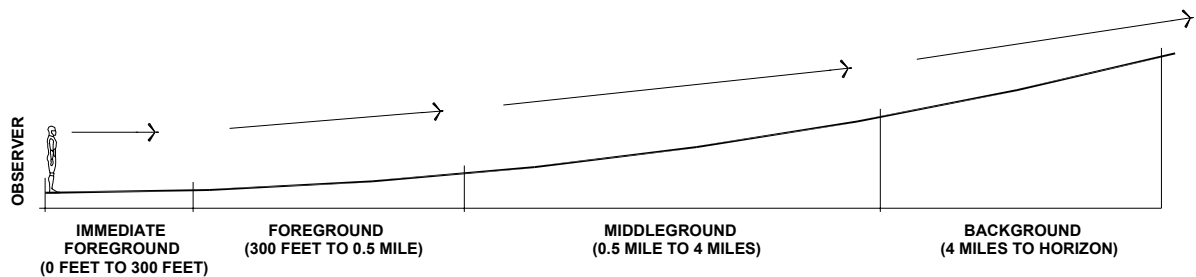 OBSERVER
IMMEDIATE
FOREGROUND
(0 FEET TO 300 FEET)
FOREGROUND
(300 FEET TO 0.5 MILE)
MIDDLEGROUND
(0.5 MILE TO 4 MILES)
BACKGROUND
(4 MILES TO HORIZON)